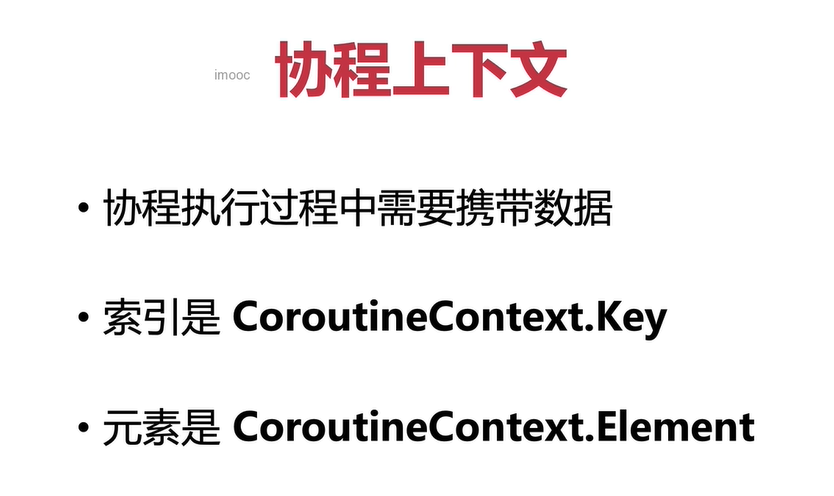 imooc
协程上下文
• 协程执行过程中需要携带数据
• 索引是 CoroutineContext.Key
• 元素是 CoroutineContext.Element